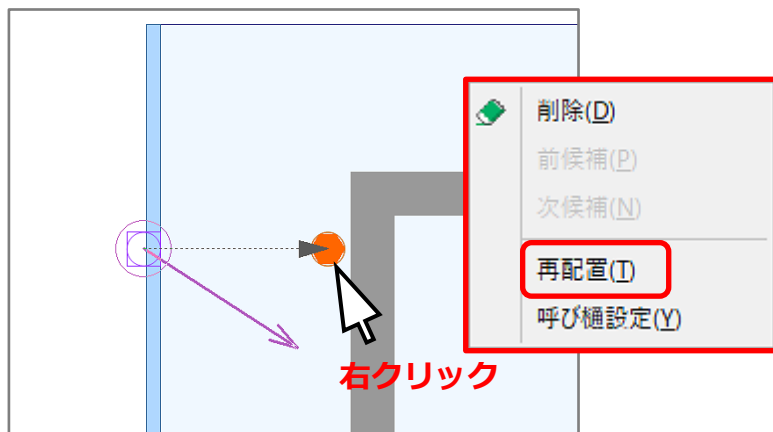 削除(D)
前候補(P)
次候補(N)
再配置(T)
呼び樋設定(Y)
右クリック